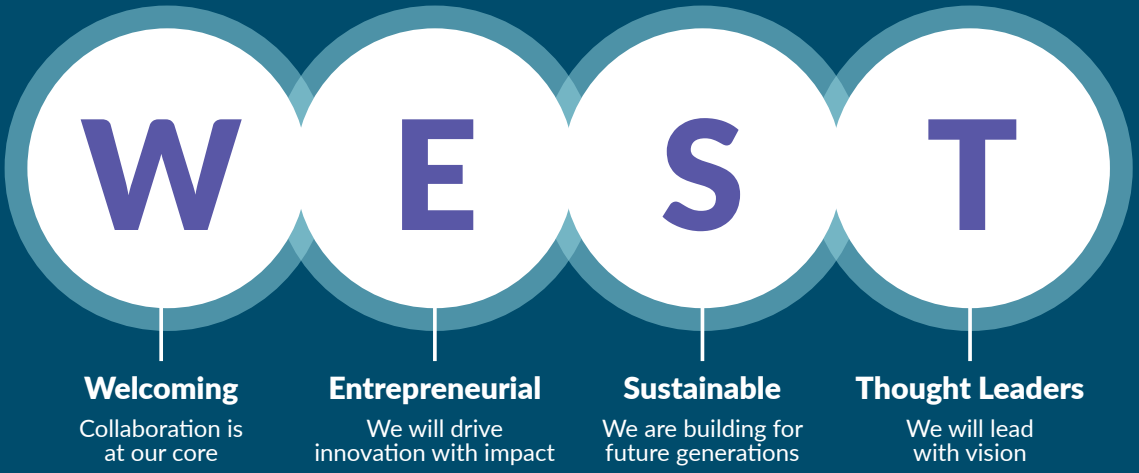 W E S T
Welcoming
Collaboration is
at our core
Entrepreneurial
We will drive
innovation with impact
Sustainable
We are building for
future generations
Thought Leaders
We will lead
with vision